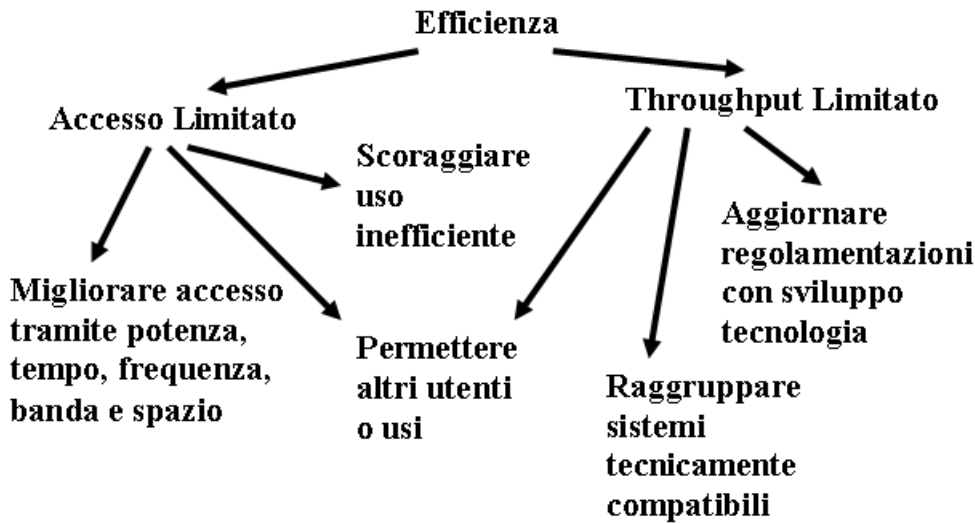 Efficienza
Accesso Limitato
Throughput Limitato
Scoraggiare
uso
inefficiente
Aggiornare
regolamentazioni
con sviluppo
tecnologia
Migliorare accesso
tramite potenza,
tempo, frequenza,
banda e spazio
Permettere
altri utenti
o usi
Raggruppare
sistemi
tecnicamente
compatibili